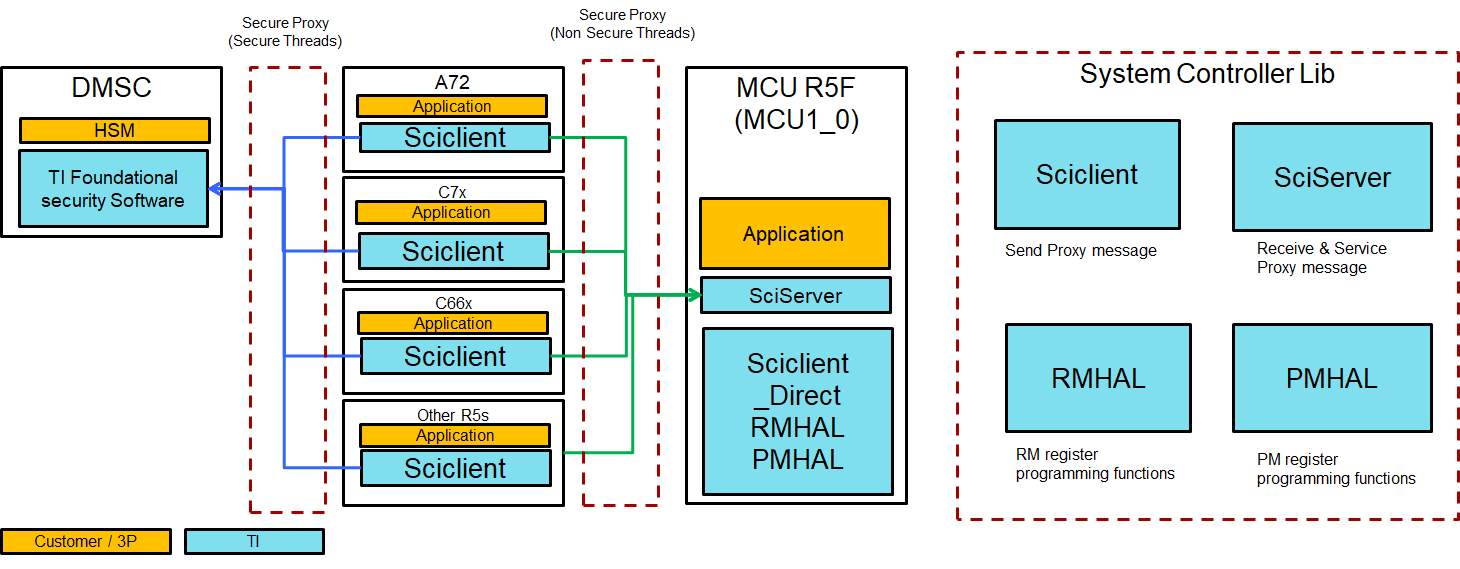 Secure Proxy
(Secure Threads)
Secure Proxy
(Non Secure Threads)
DMSC
HSM
TI Foundational
security Software
A72
Application
Sciclient
C7x
Application
Sciclient
C66x
Application
Sciclient
Other R5s
Application
Sciclient
MCU R5F
(MCU1_0)
Application
SciServer
Sciclient
_Direct
RMHAL
PMHAL
System Controller Lib
Sciclient
Send Proxy message
SciServer
Receive & Service
Proxy message
RMHAL
RM register
programming functions
PMHAL
PM register
programming functions
Customer / 3P
TI